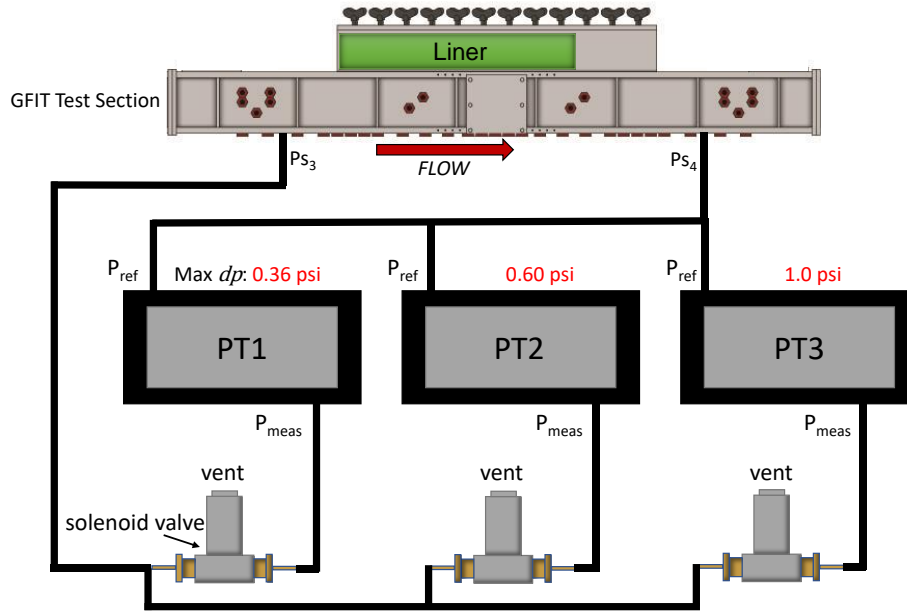 Liner
GFIT Test Section
Ps3
FLOW
Ps4
Pref
Max dp: 0.36 psi
Pref
0.60 psi
Pref
1.0 psi
PT1
PT2
PT3
Pmeas
Pmeas
Pmeas
vent
vent
vent
solenoid valve